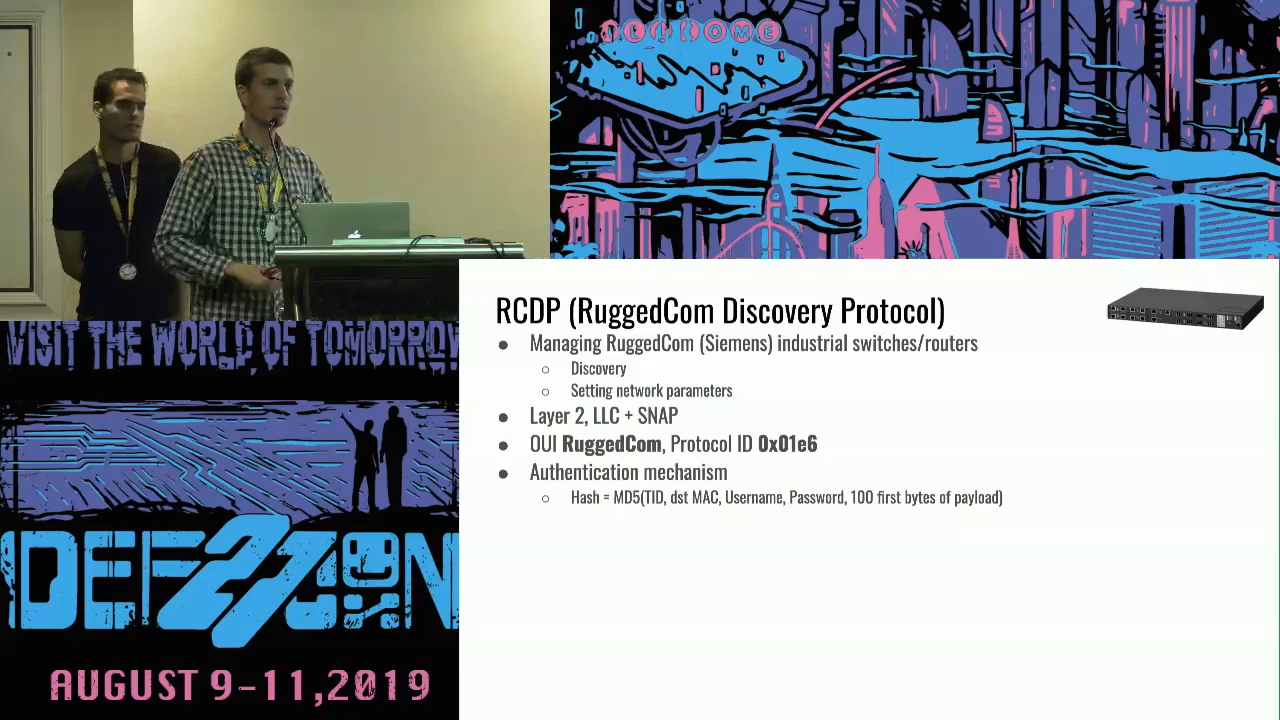 WELCOME
RCDP (RuggedCom Discovery Protocol)
● Managing RuggedCom (Siemens) industrial switches/routers
○ Discovery
○ Setting network parameters
● Layer 2, LLC + SNAP
● OUI RuggedCom, Protocol ID 0x01e6
● Authentication mechanism
○ Hash = MD5(TID, dst MAC, Username, Password, 100 first bytes of payload)
VISIT THE WORLD OF TOMORROW
DEF27CON
AUGUST 9-11,2019